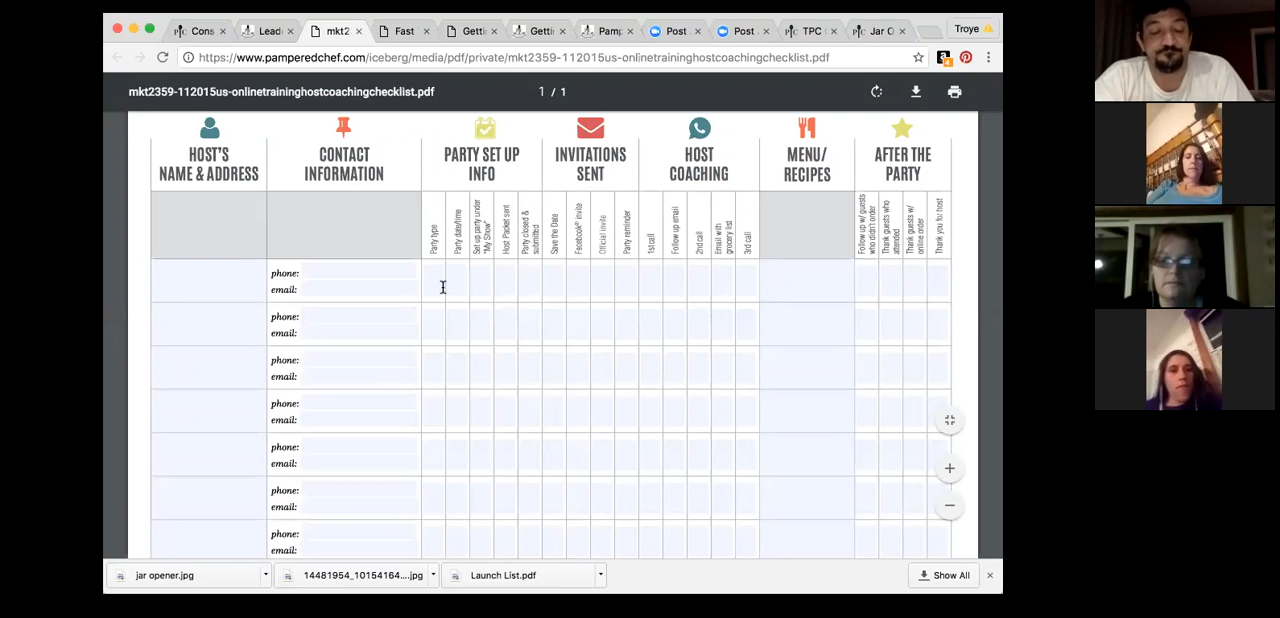 Cons
Lead
mkt2
Fast
Getti
Getti
Pamp
Post
Post
TPC
Jar O
Troye
https://www.pamperedchef.com/iceberg/media/pdf/private/mkt2359-112015us-onlinetraininghostcoachingchecklist.pdf
mkt2359-112015us-onlinetraininghostcoachingchecklist.pdf
1 / 1
HOST'S
NAME & ADDRESS
CONTACT
INFORMATION
PARTY SET UP
INFO
INVITATIONS
SENT
HOST
COACHING
MENU/
RECIPES
AFTER THE
PARTY
Party type
Party date/time
Set up party under
"My Show"
Host Packet sent
Party closed &
submitted
Save the Date
Facebook® invite
Official invite
Party reminder
1st call
Follow up email
2nd call
Email with
grocery list
3rd call
Follow up w/ guests
who didn't order
Thank guests who
attended
Thank guests w/
online order
Thank you to host
phone:
email:
phone:
email:
phone:
email:
phone:
email:
phone:
email:
phone:
email:
phone:
email:
jar opener.jpg
14481954_10154164....jpg
Launch List.pdf
Show All